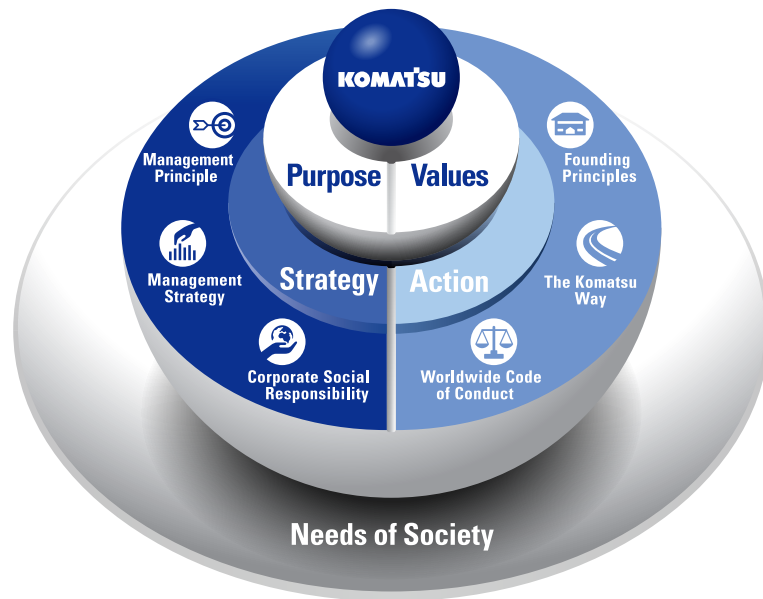 KOMATSU
Purpose
Values
Strategy
Action
Management
Principle
Management
Strategy
Corporate Social
Responsibility
Founding
Principles
The Komatsu
Way
Worldwide Code
of Conduct
Needs of Society